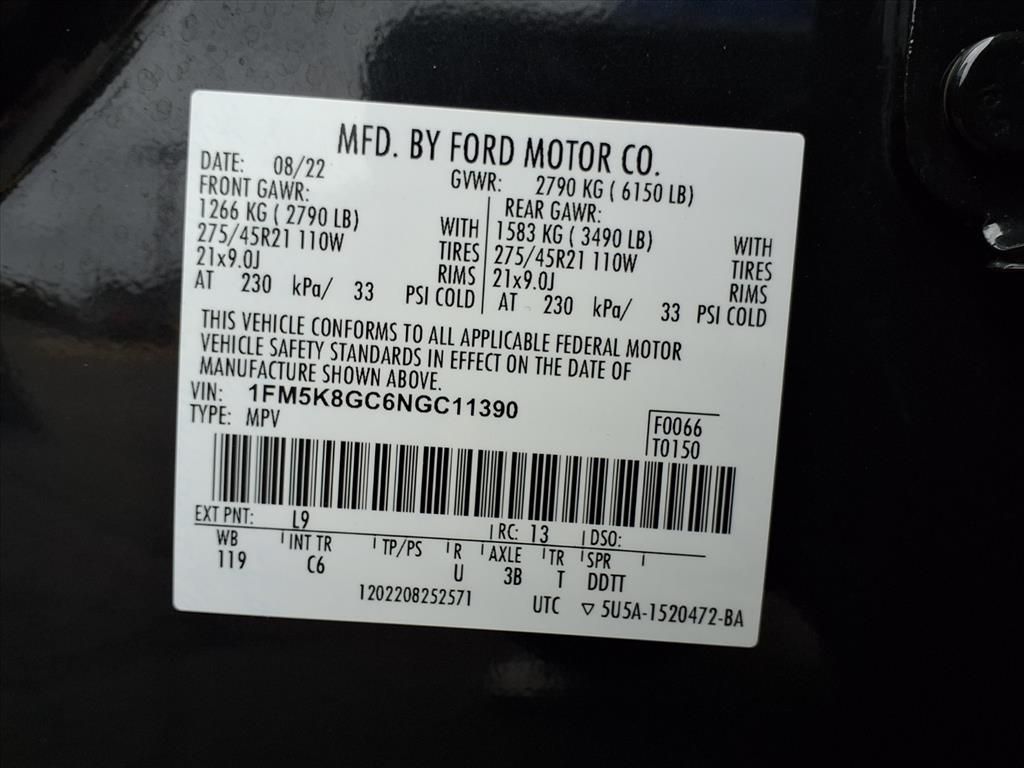 MFD. BY FORD MOTOR CO.
DATE: 08/22 GVWR: 2790 KG ( 6150 LB)
FRONT GAWR: REAR GAWR:
1266 KG ( 2790 LB) WITH 1583 KG ( 3490 LB) WITH
275/45R21 110W TIRES 275/45R21 110W TIRES
21x9.0J RIMS 21x9.0J RIMS
AT 230 kPa/ 33 PSI COLD AT 230 kPa/ 33 PSI COLD
THIS VEHICLE CONFORMS TO ALL APPLICABLE FEDERAL MOTOR
VEHICLE SAFETY STANDARDS IN EFFECT ON THE DATE OF
MANUFACTURE SHOWN ABOVE.
VIN: 1FM5K8GC6NGC11390
TYPE: MPV F0066
T0150
EXT PNT: L9 RC: 13 DSO:
WB INT TR TP/PS R AXLE TR SPR
119 C6 U 3B T DDTT
1202208252571 UTC ▽ 5U5A-1520472-BA